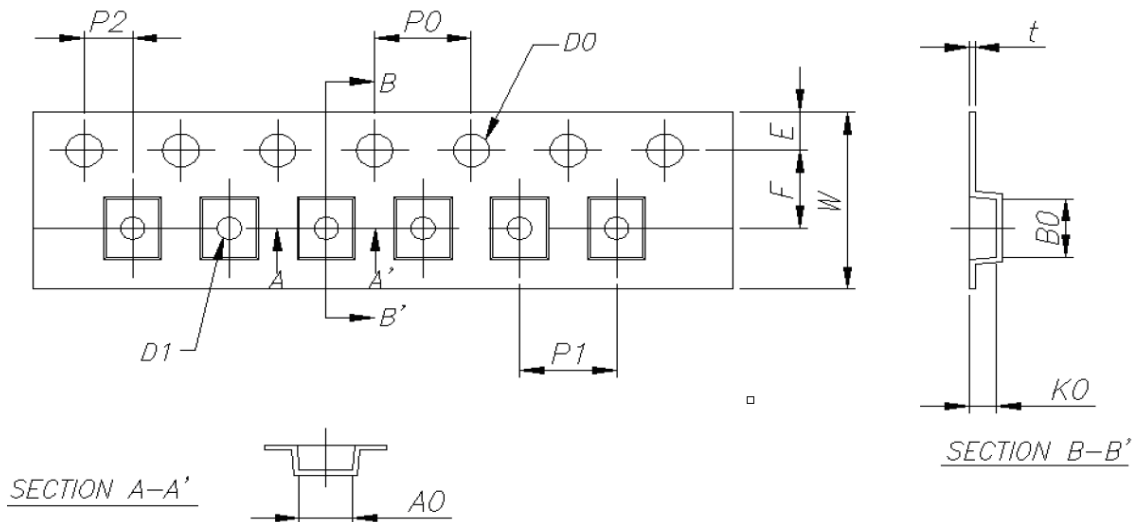 P2
P0
D0
t
B
E
F
W
B0
A
A'
B'
D1
P1
K0
SECTION B-B'
SECTION A-A'
A0